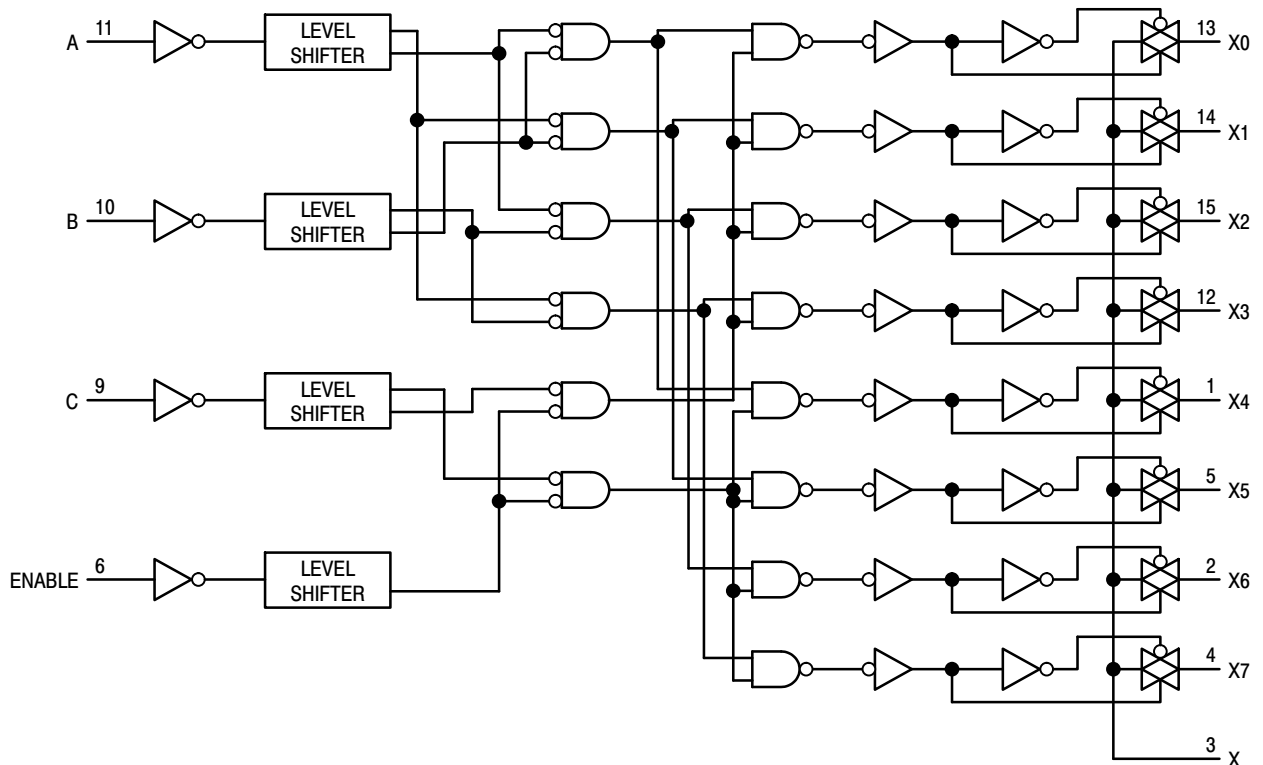 A 11 LEVEL SHIFTER 13 X0
14 X1
B 10 LEVEL SHIFTER 15 X2
12 X3
C 9 LEVEL SHIFTER 1 X4
5 X5
ENABLE 6 LEVEL SHIFTER 2 X6
4 X7
3 X